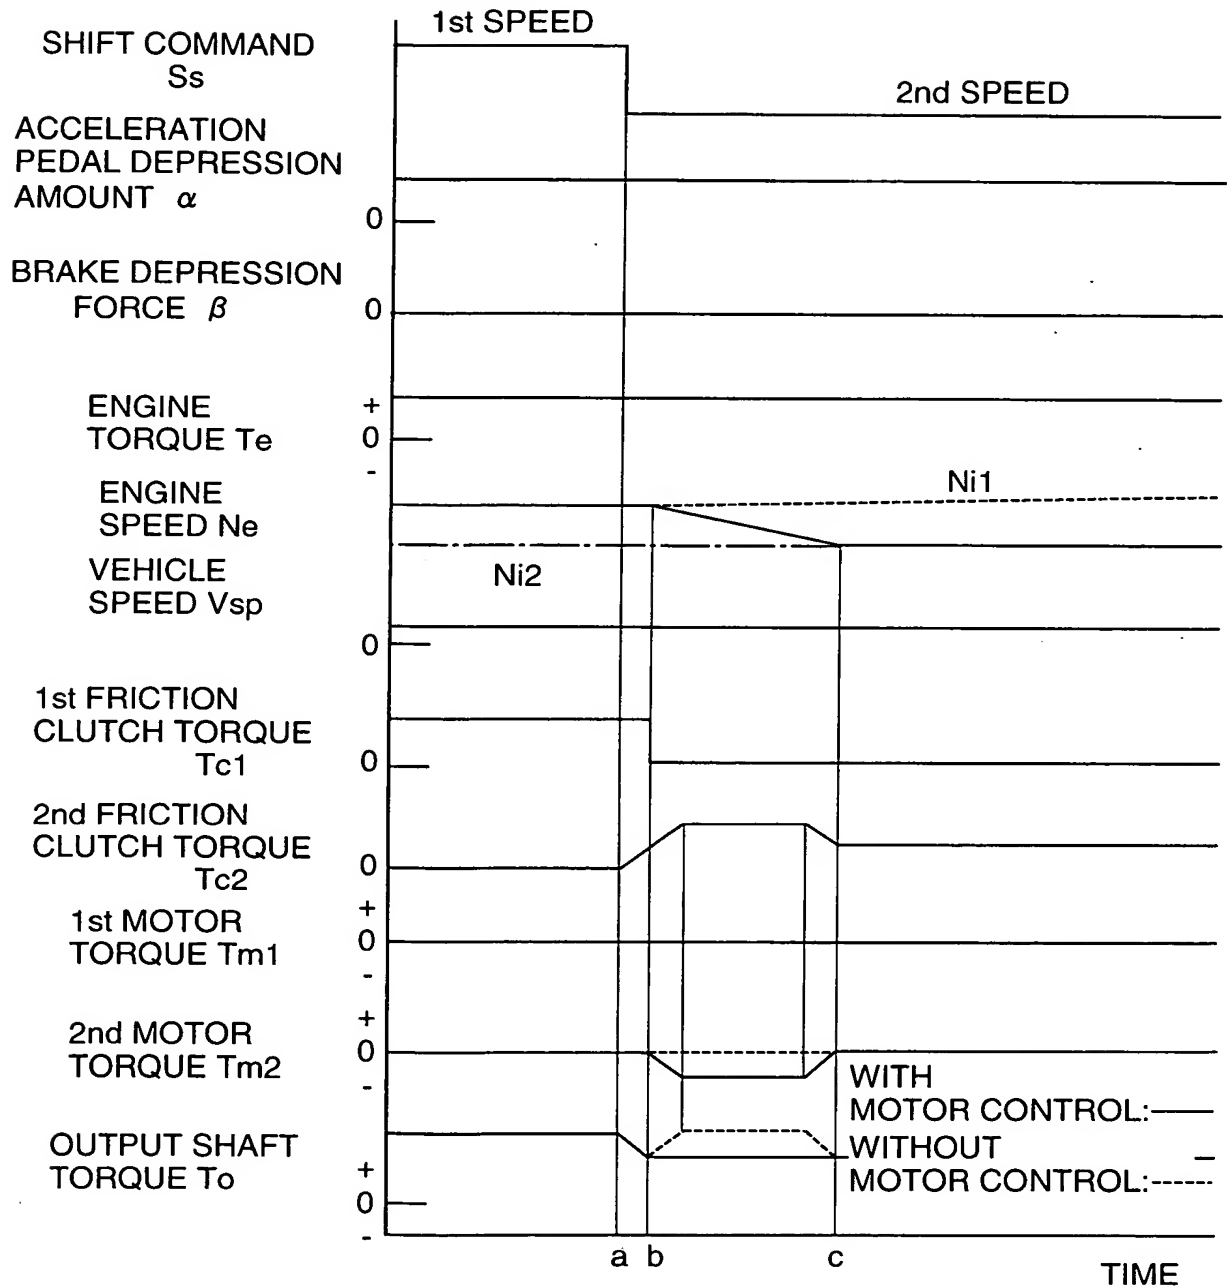 1st SPEED
SHIFT COMMAND
Ss
2nd SPEED
ACCELERATION
PEDAL DEPRESSION
AMOUNT α
0
BRAKE DEPRESSION
FORCE β
0
ENGINE
TORQUE Te
+
0
-
ENGINE
SPEED Ne
Ni1
Ni2
VEHICLE
SPEED Vsp
0
1st FRICTION
CLUTCH TORQUE
Tc1
0
2nd FRICTION
CLUTCH TORQUE
Tc2
0
1st MOTOR
TORQUE Tm1
+
0
-
2nd MOTOR
TORQUE Tm2
+
0
-
WITH
MOTOR CONTROL:
OUTPUT SHAFT
TORQUE To
+
0
-
WITHOUT
MOTOR CONTROL:
a b c
TIME